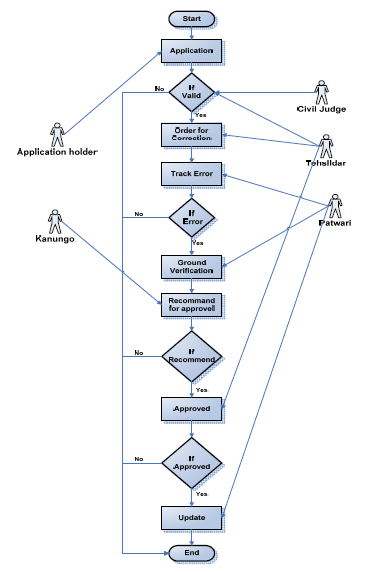 Start
Application
If
Valid
No
Yes
Civil Judge
Application holder
Order for
Correction
Tehsildar
Track Error
If
Error
No
Yes
Patwari
Kanungo
Ground
Verification
Recommand
for approvell
If
Recommend
No
Yes
Approved
If
Approved
No
Yes
Update
End